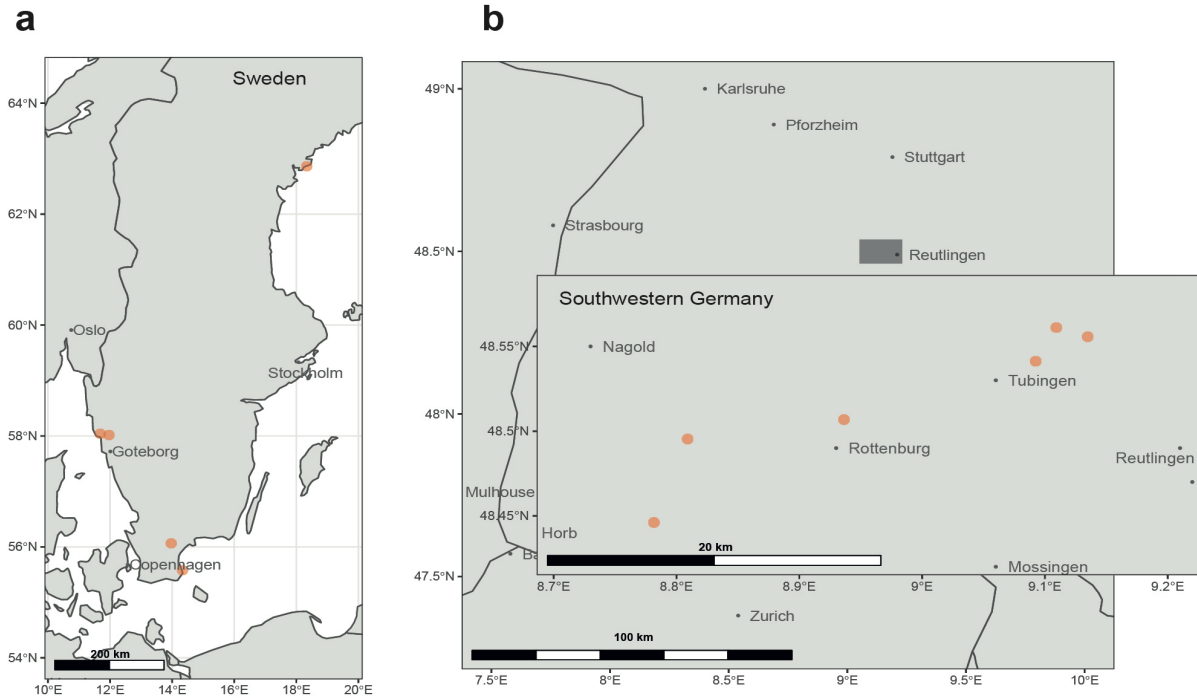 a
Sweden
64°N
62°N
60°N
58°N
56°N
54°N
Oslo
Stockholm
Goteborg
Copenhagen
200 km
10°E 12°E 14°E 16°E 18°E 20°E
b
49°N
48.5°N
48°N
47.5°N
Karlsruhe
Pforzheim
Stuttgart
Strasbourg
Reutlingen
Mulhouse
Ba
Zurich
100 km
7.5°E 8°E 8.5°E 9°E 9.5°E 10°E
Southwestern Germany
48.55°N
48.5°N
48.45°N
Nagold
Tubingen
Rottenburg
Reutlingen
Horb
Mossingen
20 km
8.7°E 8.8°E 8.9°E 9°E 9.1°E 9.2°E